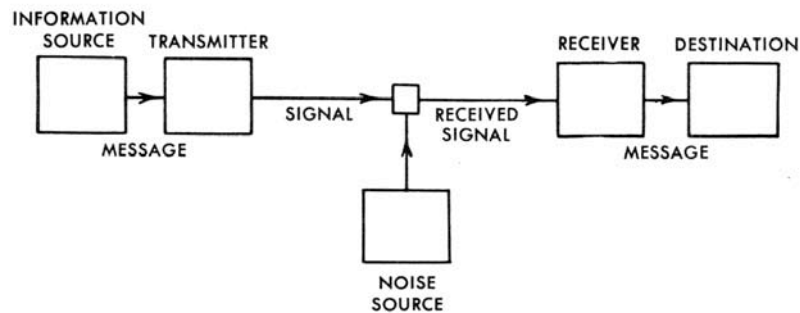 INFORMATION
SOURCE
TRANSMITTER
RECEIVER
DESTINATION
SIGNAL
RECEIVED
SIGNAL
MESSAGE
MESSAGE
NOISE
SOURCE